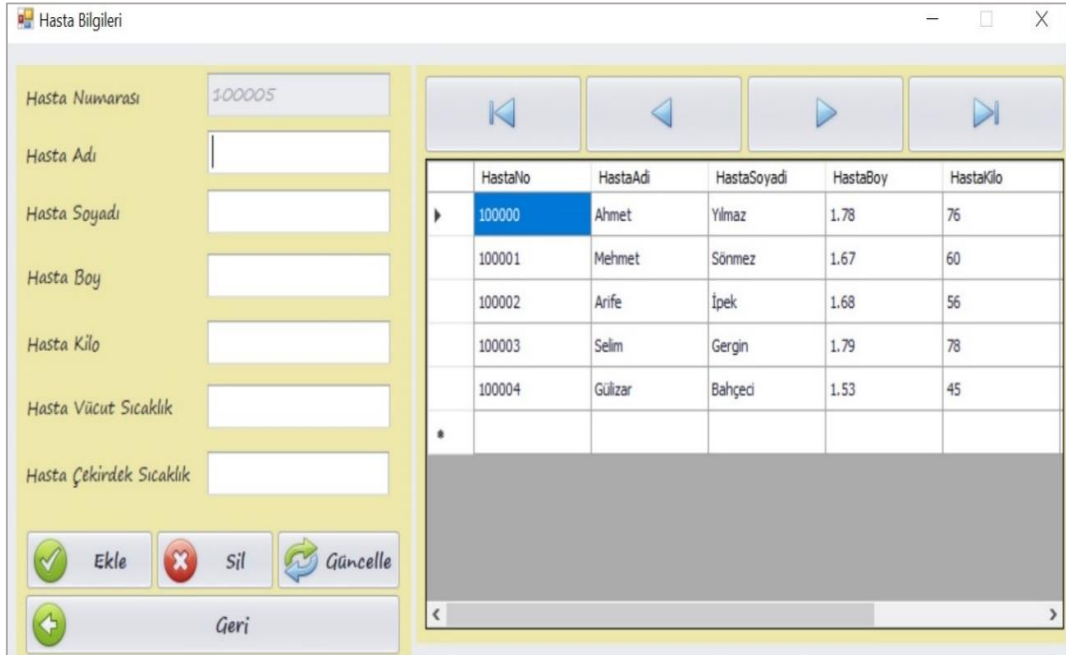 Hasta Bilgileri
Hasta Numarası 100005
Hasta Adı
Hasta Soyadı
Hasta Boy
Hasta Kilo
Hasta Vücut Sıcaklık
Hasta Çekirdek Sıcaklık
Ekle Sil Güncelle
Geri
HastaNo HastaAdi HastaSoyadi HastaBoy HastaKilo
100000 Ahmet Yılmaz 1.78 76
100001 Mehmet Sönmez 1.67 60
100002 Arife İpek 1.68 56
100003 Selim Gergin 1.79 78
100004 Gülizar Bahçeci 1.53 45